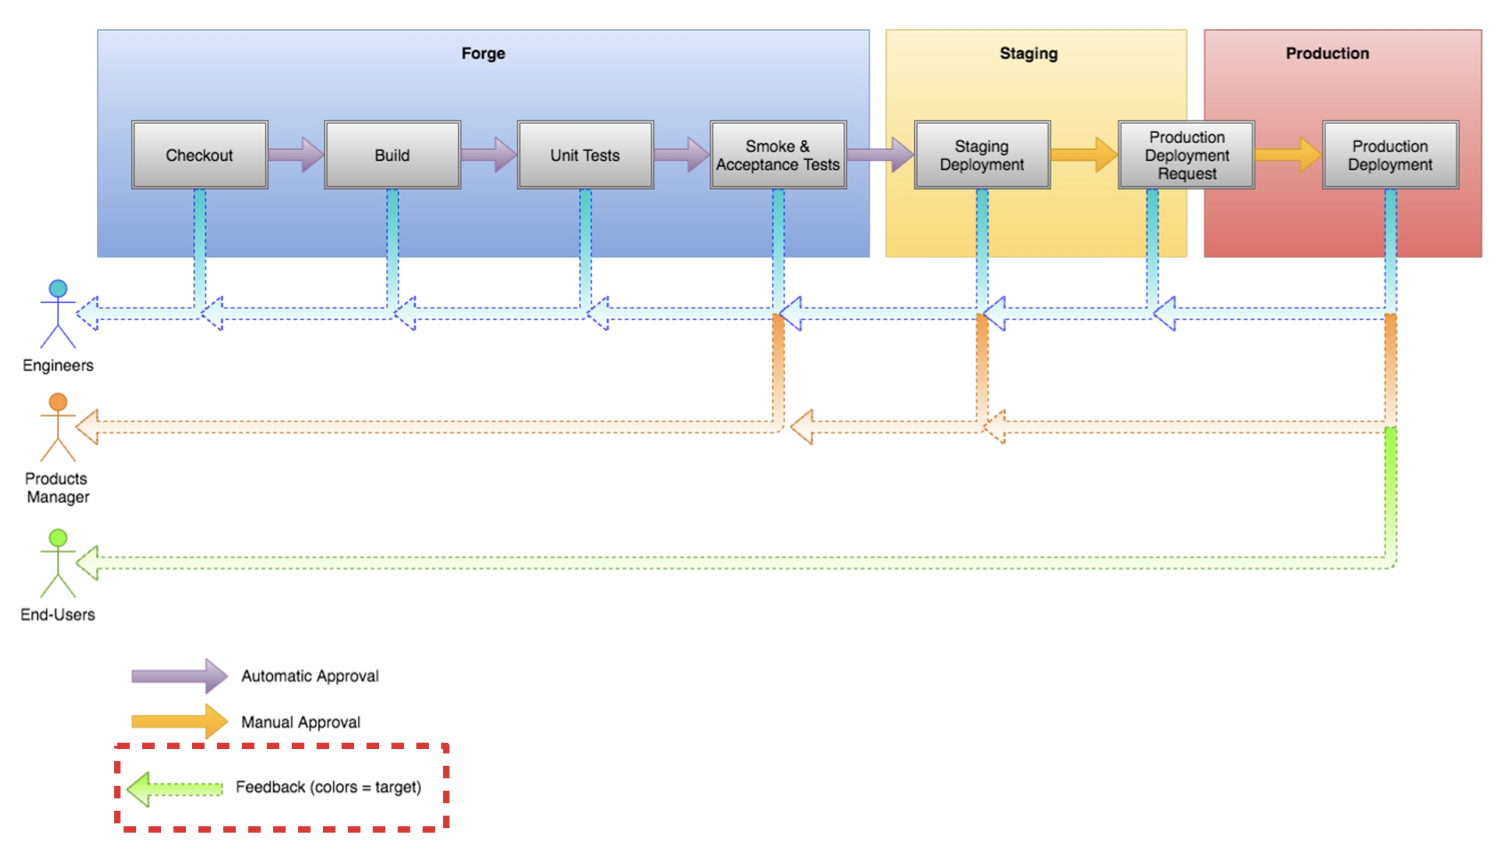 Forge
Staging
Production
Checkout
Build
Unit Tests
Smoke &
Acceptance Tests
Staging
Deployment
Production
Deployment
Request
Production
Deployment
Engineers
Products
Manager
End-Users
Automatic Approval
Manual Approval
Feedback (colors = target)